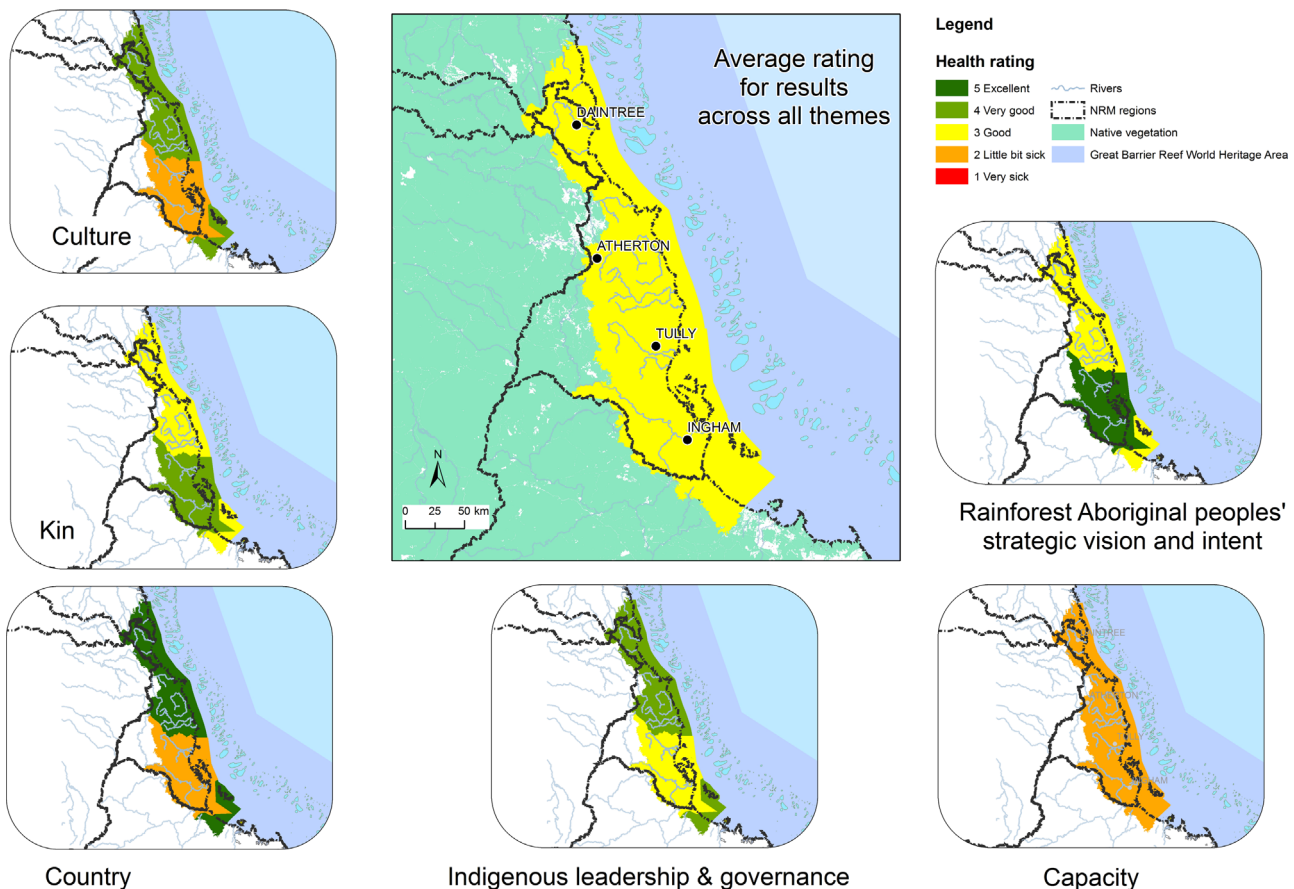 Culture
Kin
Country
Average rating
for results
across all themes
DAINTREE
ATHERTON
TULLY
INGHAM
N
0 25 50 km
Indigenous leadership & governance
Legend
Health rating
5 Excellent
4 Very good
3 Good
2 Little bit sick
1 Very sick
Rivers
NRM regions
Native vegetation
Great Barrier Reef World Heritage Area
Rainforest Aboriginal peoples'
strategic vision and intent
ATHERTON
Capacity